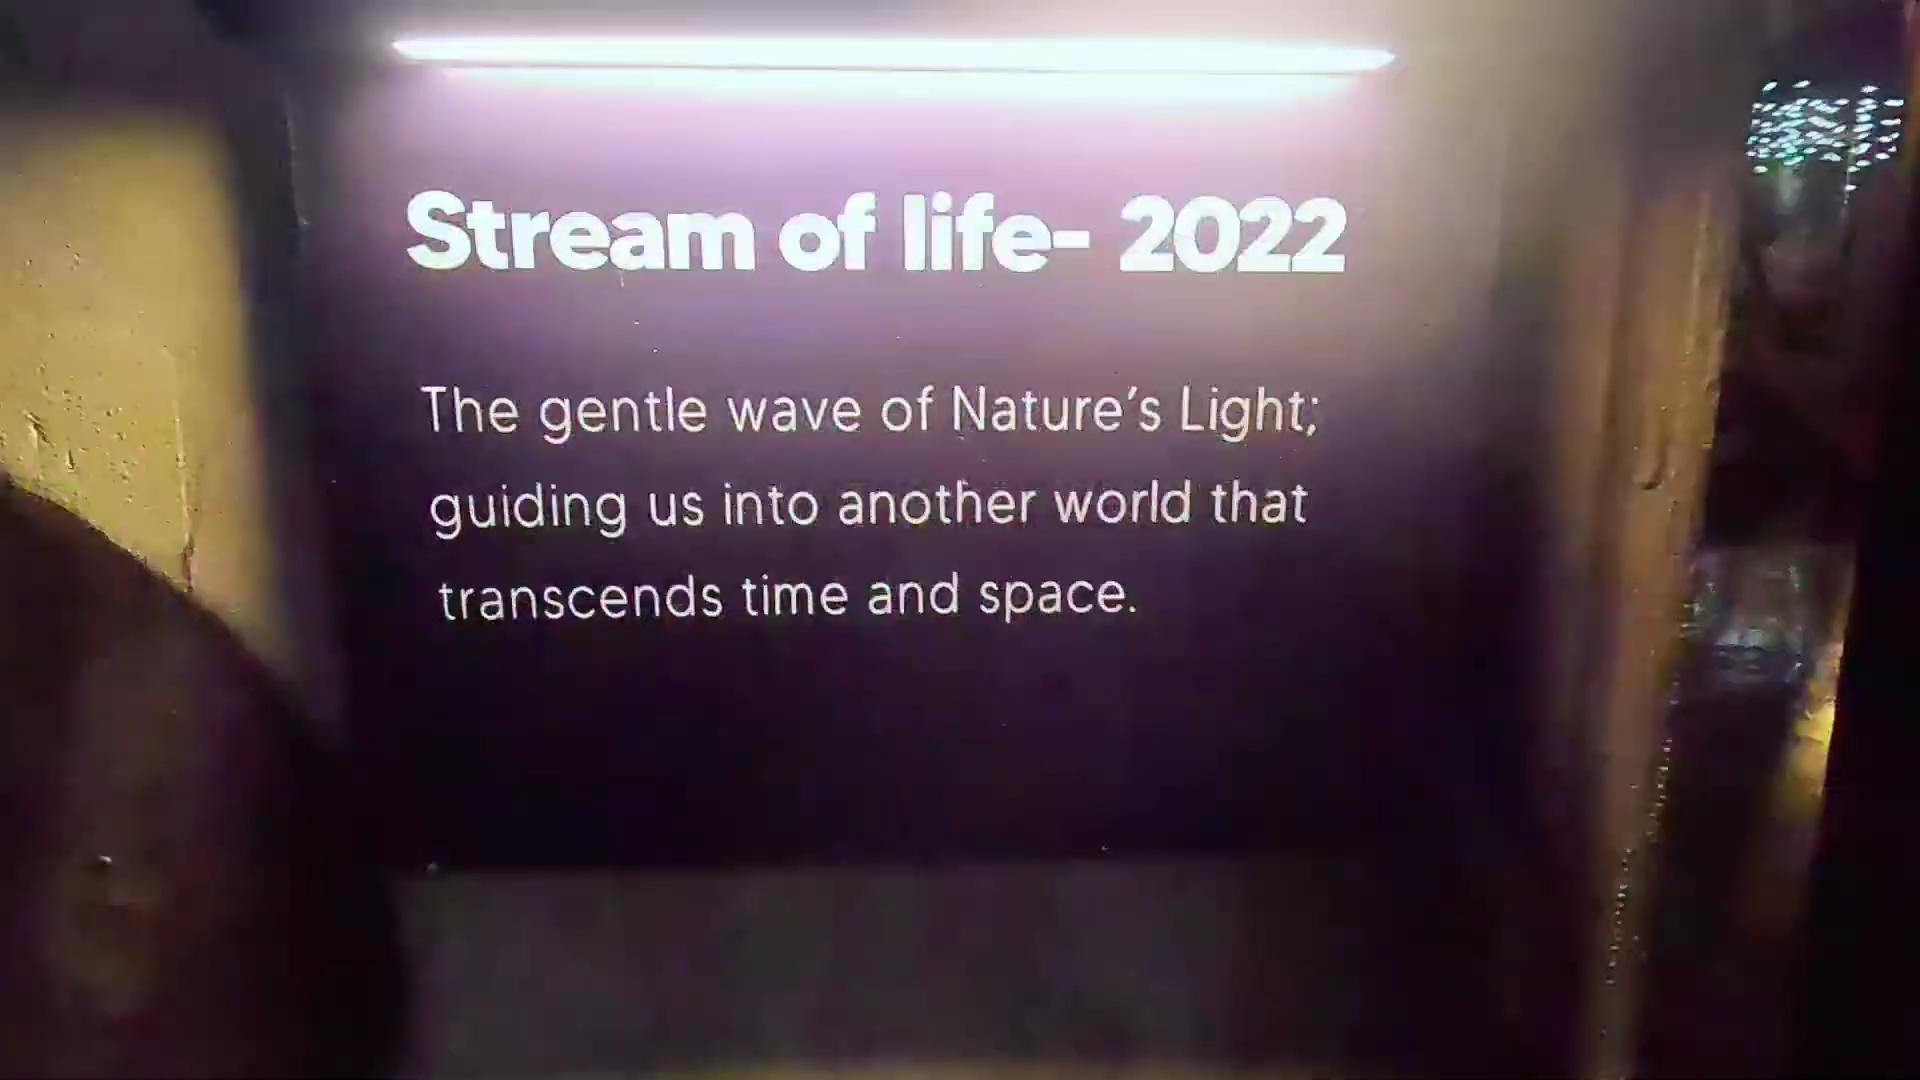 Stream of life- 2022
The gentle wave of Nature's Light;
guiding us into another world that
transcends time and space.